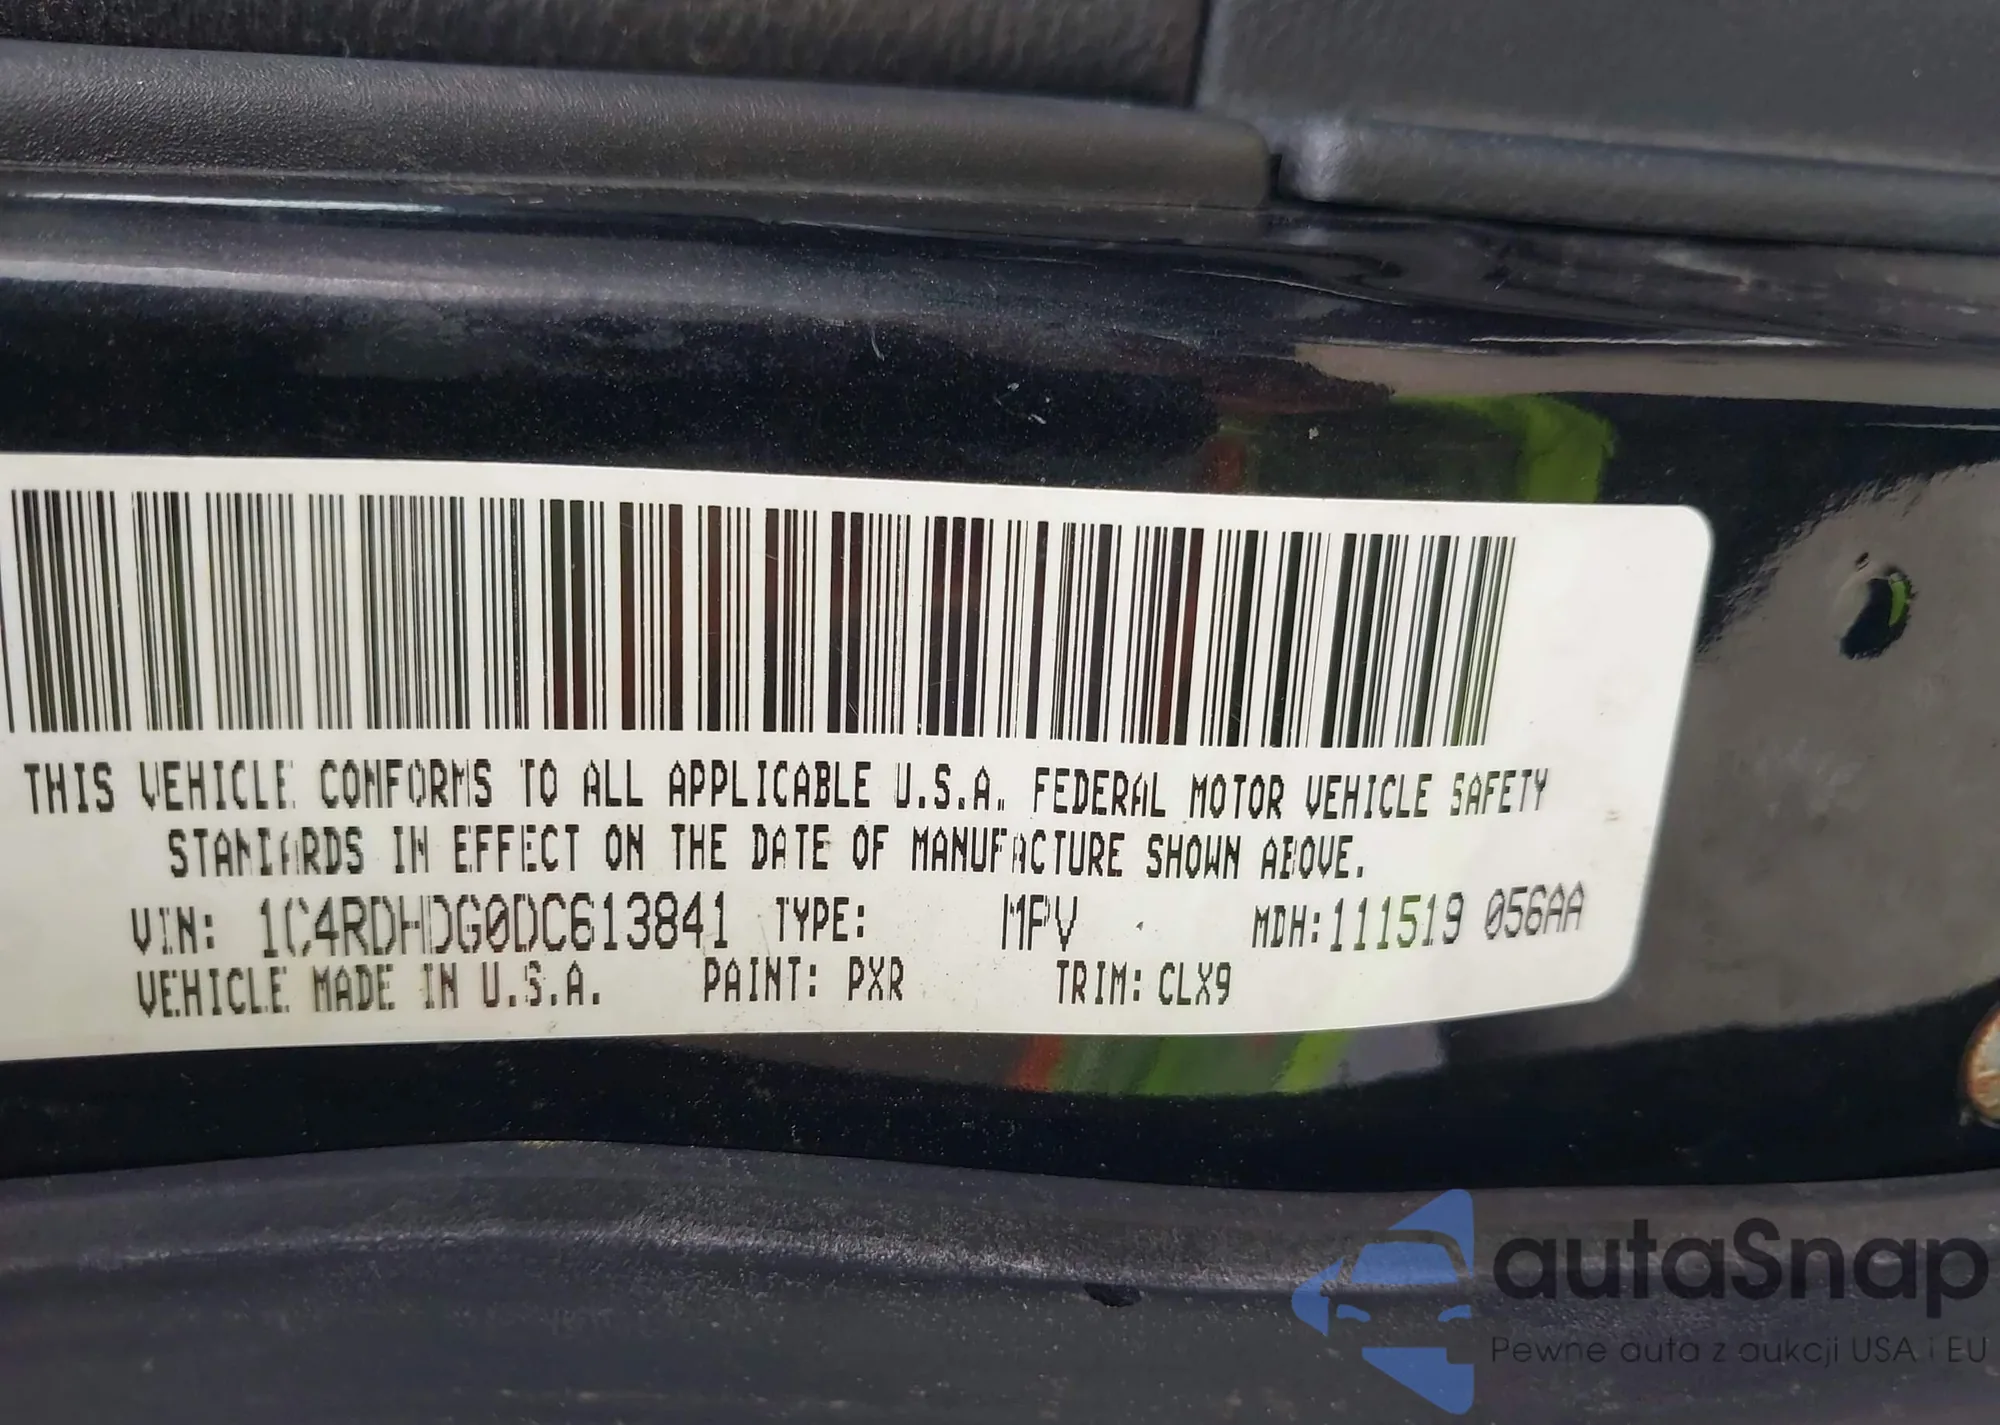 THIS VEHICLE CONFORMS TO ALL APPLICABLE U.S.A. FEDERAL MOTOR VEHICLE SAFETY
STANDARDS IN EFFECT ON THE DATE OF MANUFACTURE SHOWN ABOVE.
VIN: 1C4RDHDG0DC613841 TYPE: MPV MDH:111519 056AA
VEHICLE MADE IN U.S.A. PAINT: PXR TRIM: CLX9
autaSnap
Pewne auta z aukcji USA i EU